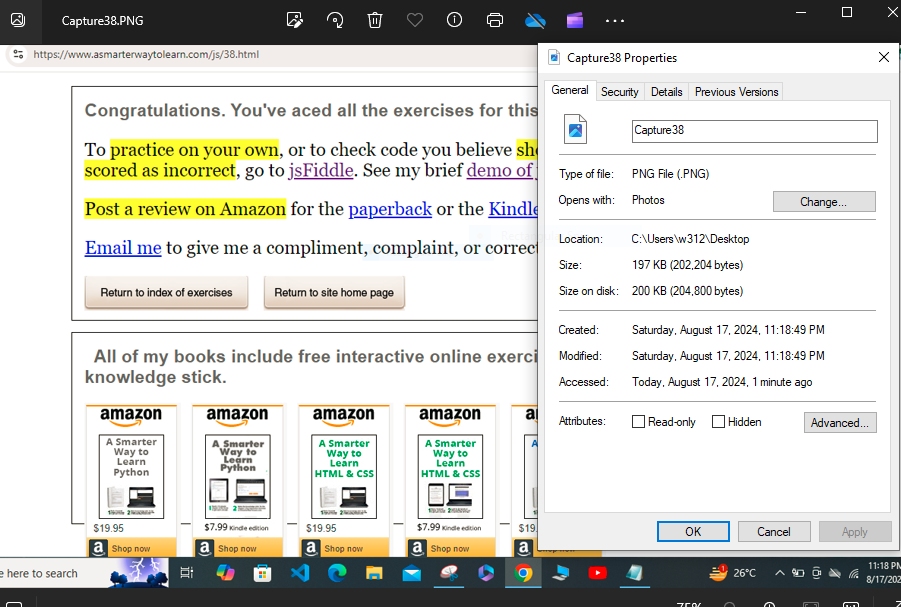 Capture38.PNG
https://www.asmarterwaytolearn.com/js/38.html
Congratulations. You've aced all the exercises for this
To practice on your own, or to check code you believe
scored as incorrect, go to jsFiddle. See my brief demo of
Post a review on Amazon for the paperback or the Kindle
Email me to give me a compliment, complaint, or correct
Return to index of exercises
Return to site home page
All of my books include free interactive online exerci
knowledge stick.
amazon amazon amazon amazon
A Smarter Way to Learn Python
A Smarter Way to Learn Python
A Smarter Way to Learn HTML & CSS
A Smarter Way to Learn HTML & CSS
$19.95
$7.99 Kindle edition
$19.95
$7.99 Kindle edition
$19.
Shop now
Shop now
Shop now
Shop now
Capture38 Properties
General Security Details Previous Versions
Capture38
Type of file: PNG File (.PNG)
Opens with: Photos
Change...
Location: C:\Users\w312\Desktop
Size: 197 KB (202,204 bytes)
Size on disk: 200 KB (204,800 bytes)
Created: Saturday, August 17, 2024, 11:18:49 PM
Modified: Saturday, August 17, 2024, 11:18:49 PM
Accessed: Today, August 17, 2024, 1 minute ago
Attributes: Read-only Hidden
Advanced...
OK Cancel Apply
e here to search
26°C
11:18 PM
8/17/202
75%